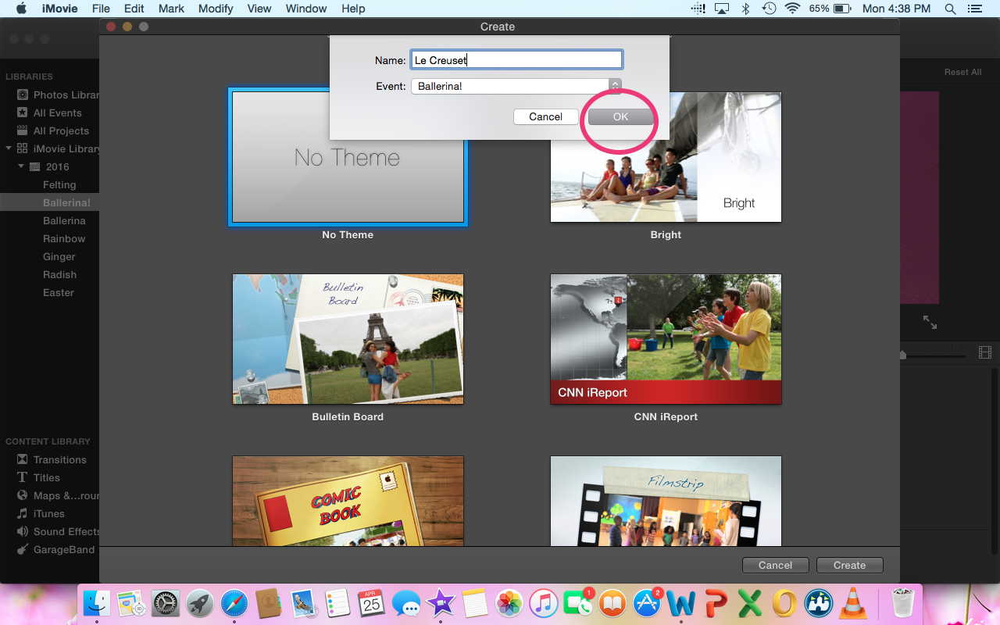 iMovie File Edit Mark Modify View Window Help 65% Mon 4:38 PM
Create
Name: Le Creuset
Event: Ballerina!
Cancel OK
LIBRARIES
Photos Librar
All Events
All Projects
iMovie Library
2016
Felting
Ballerina!
Ballerina
Rainbow
Ginger
Radish
Easter
CONTENT LIBRARY
Transitions
Titles
Maps &...roun
iTunes
Sound Effects
GarageBand
Reset All
No Theme
No Theme
Bright
Bright
Bulletin
Board
Bulletin Board
CNN iReport
CNN iReport
COMIC
BOOK
Filmstrip
Cancel Create
APR
25
1
2